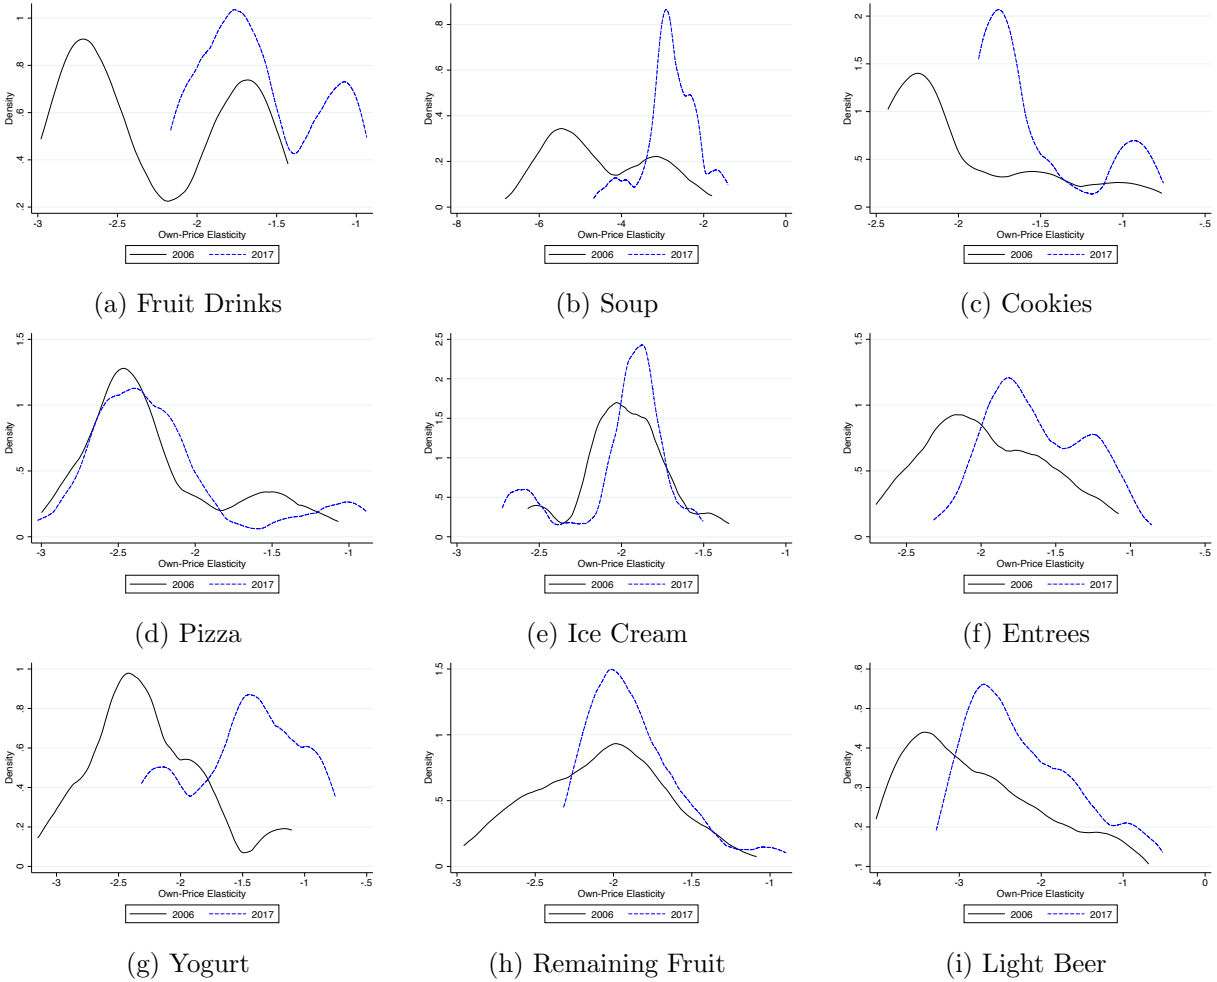 Density
1
.8
.6
.4
.2
-3 -2.5 -2 -1.5 -1
Own-Price Elasticity
2006 2017
(a) Fruit Drinks
Density
.8
.6
.4
.2
0
-8 -6 -4 -2 0
Own-Price Elasticity
2006 2017
(b) Soup
Density
2
1.5
1
.5
0
-2.5 -2 -1.5 -1 -.5
Own-Price Elasticity
2006 2017
(c) Cookies
Density
1.5
1
.5
0
-3 -2.5 -2 -1.5 -1
Own-Price Elasticity
2006 2017
(d) Pizza
Density
2.5
2
1.5
1
.5
0
-3 -2.5 -2 -1.5 -1
Own-Price Elasticity
2006 2017
(e) Ice Cream
Density
1.5
1
.5
0
-2.5 -2 -1.5 -1 -.5
Own-Price Elasticity
2006 2017
(f) Entrees
Density
1
.8
.6
.4
.2
0
-3 -2.5 -2 -1.5 -1 -.5
Own-Price Elasticity
2006 2017
(g) Yogurt
Density
1.5
1
.5
0
-3 -2.5 -2 -1.5 -1
Own-Price Elasticity
2006 2017
(h) Remaining Fruit
Density
.6
.5
.4
.3
.2
.1
-4 -3 -2 -1 0
Own-Price Elasticity
2006 2017
(i) Light Beer